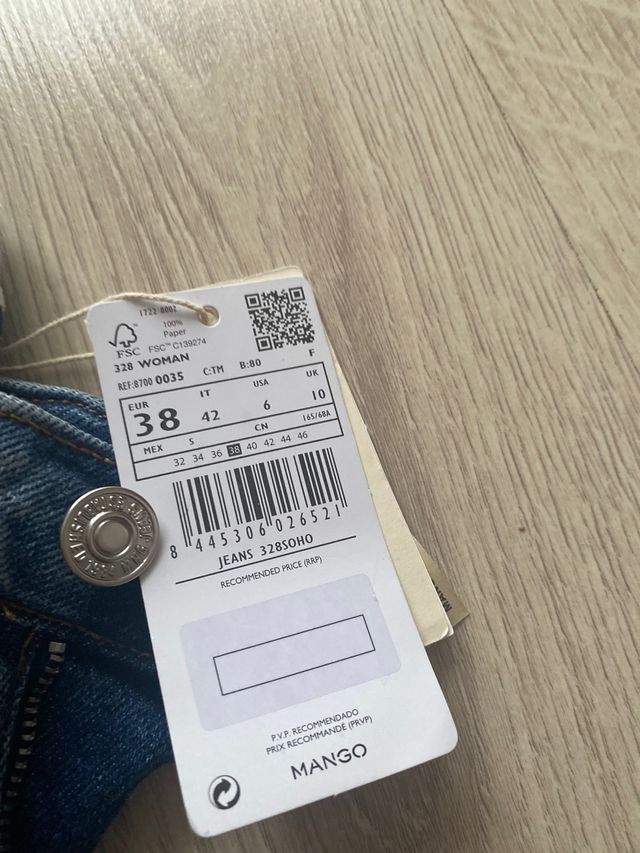 1722 8002
100%
Paper
FSC FSC™ C139274
328 WOMAN
REF:8700 0035 C:TM B:80 F
EUR IT USA UK
38 42 6 10
MEX S CN 165/68A
32 34 36 38 40 42 44 46
8 445306 026521
JEANS 328SOHO
RECOMMENDED PRICE (RRP)
P.V.P. RECOMENDADO
PRIX RECOMMANDÉ (PRVP)
MANGO